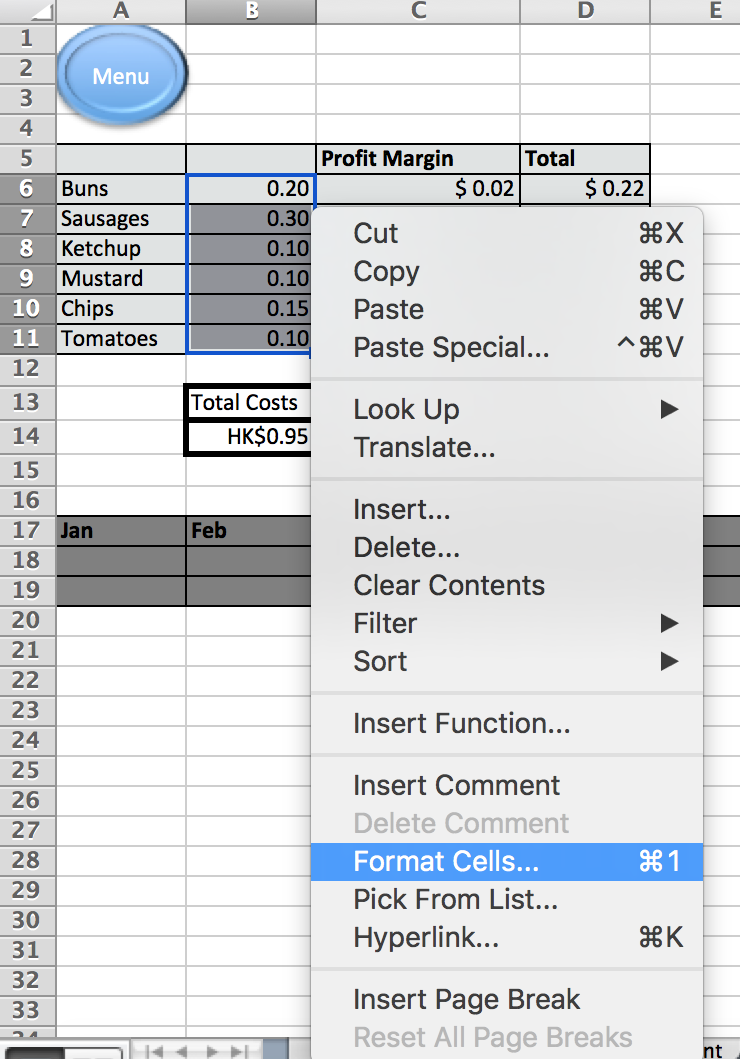 A B C D E
1
2
Menu
3
4
5 Profit Margin Total
6 Buns 0.20 $ 0.02 $ 0.22
7 Sausages 0.30
8 Ketchup 0.10
9 Mustard 0.10
10 Chips 0.15
11 Tomatoes 0.10
12
13 Total Costs
14 HK$0.95
15
16
17 Jan Feb
18
19
20
21
22
23
24
25
26
27
28
29
30
31
32
33
34
Cut ⌘X
Copy ⌘C
Paste ⌘V
Paste Special... ^⌘V
Look Up ▶
Translate...
Insert...
Delete...
Clear Contents
Filter ▶
Sort ▶
Insert Function...
Insert Comment
Delete Comment
Format Cells... ⌘1
Pick From List...
Hyperlink... ⌘K
Insert Page Break
Reset All Page Breaks
nt